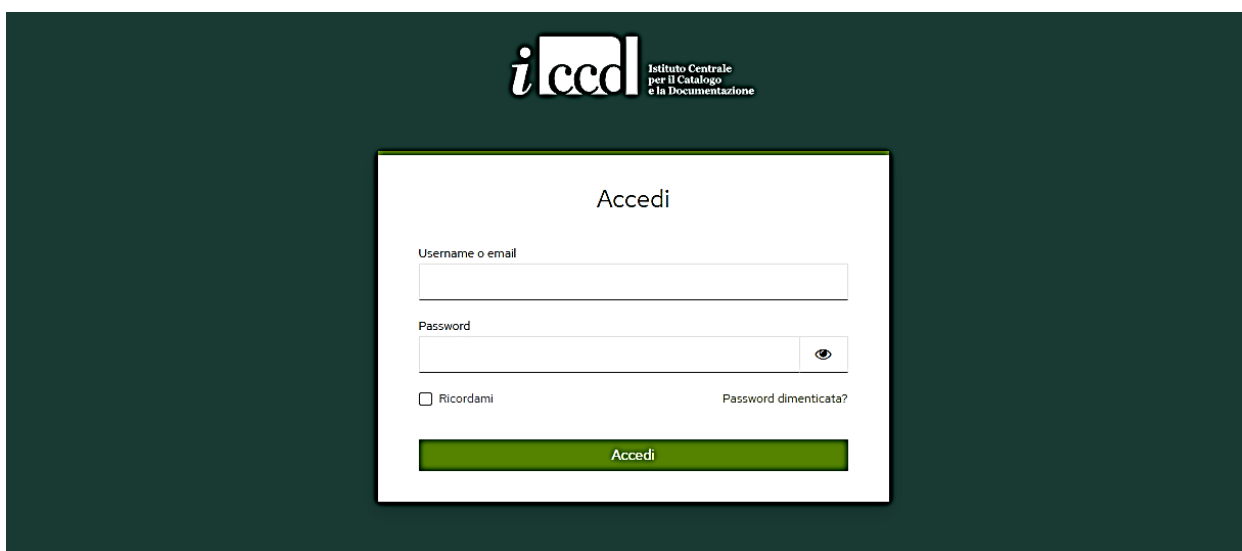 iccd
Istituto Centrale
per il Catalogo
e la Documentazione
Accedi
Username o email
Password
Ricordami
Password dimenticata?
Accedi